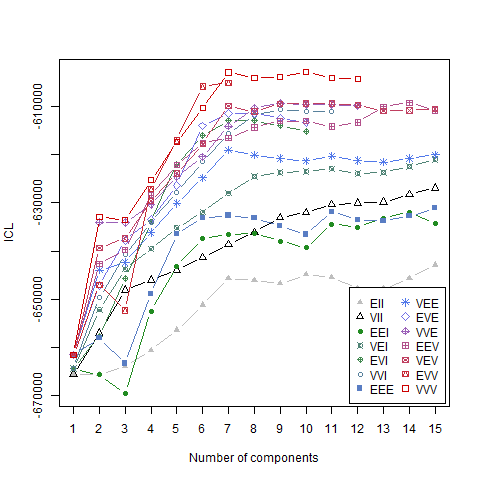 ICL
-610000
-630000
-650000
-670000
EII VEE
VII EVE
EEI VVE
VEI EEV
EVI VEV
VVI EVV
EEE VVV
1 2 3 4 5 6 7 8 9 10 11 12 13 14 15
Number of components